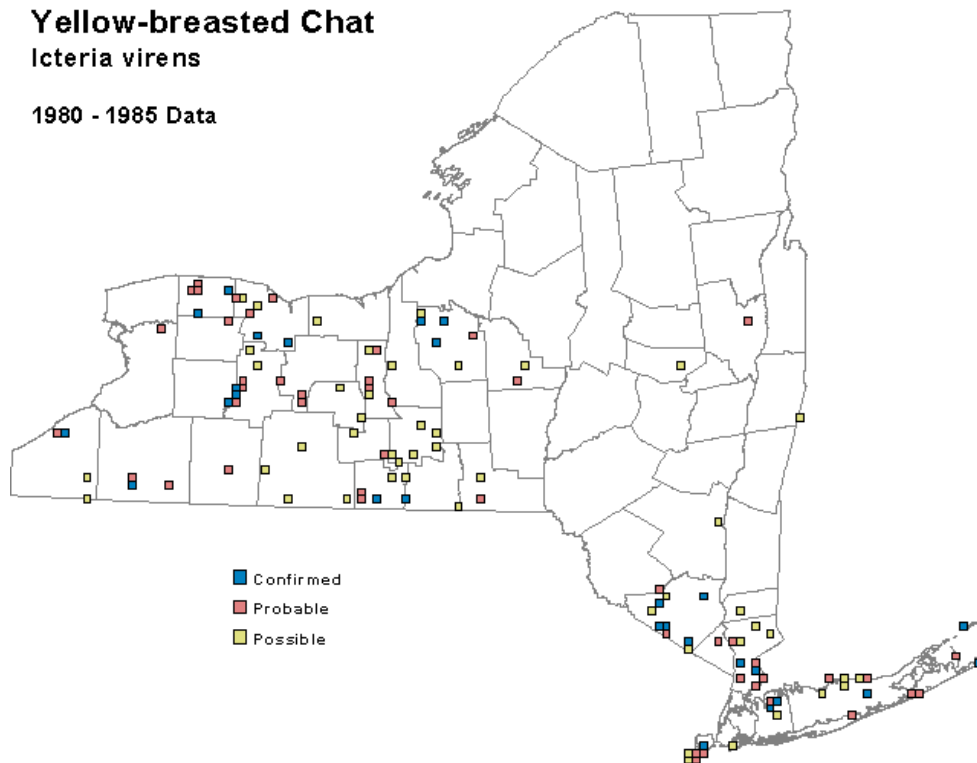 Yellow-breasted Chat
Icteria virens
1980 - 1985 Data
Confirmed
Probable
Possible